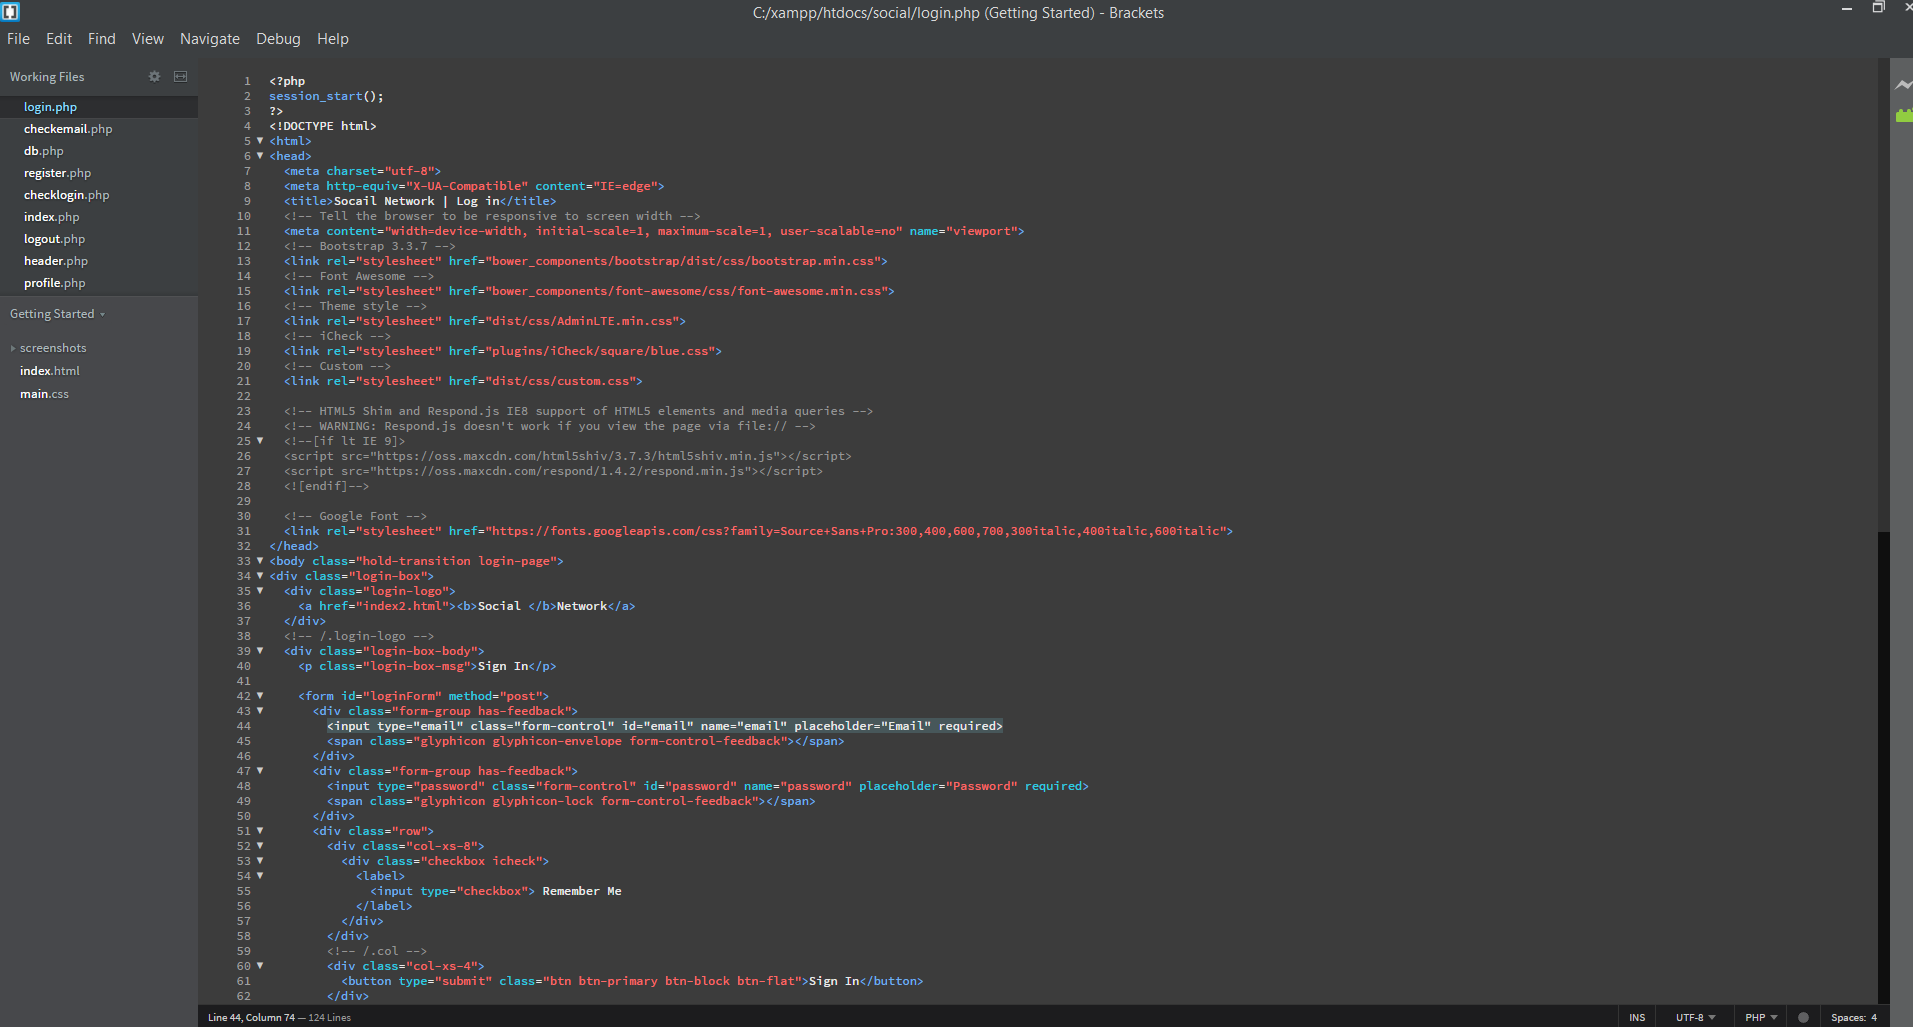 C:/xampp/htdocs/social/login.php (Getting Started) - Brackets
File Edit Find View Navigate Debug Help
Working Files
login.php
checkemail.php
db.php
register.php
checklogin.php
index.php
logout.php
header.php
profile.php
Getting Started
screenshots
index.html
main.css
1 <?php
2 session_start();
3 ?>
4 <!DOCTYPE html>
5 <html>
6 <head>
7 <meta charset="utf-8">
8 <meta http-equiv="X-UA-Compatible" content="IE=edge">
9 <title>Socail Network | Log in</title>
10 <!-- Tell the browser to be responsive to screen width -->
11 <meta content="width=device-width, initial-scale=1, maximum-scale=1, user-scalable=no" name="viewport">
12 <!-- Bootstrap 3.3.7 -->
13 <link rel="stylesheet" href="bower_components/bootstrap/dist/css/bootstrap.min.css">
14 <!-- Font Awesome -->
15 <link rel="stylesheet" href="bower_components/font-awesome/css/font-awesome.min.css">
16 <!-- Theme style -->
17 <link rel="stylesheet" href="dist/css/AdminLTE.min.css">
18 <!-- iCheck -->
19 <link rel="stylesheet" href="plugins/iCheck/square/blue.css">
20 <!-- Custom -->
21 <link rel="stylesheet" href="dist/css/custom.css">
22
23 <!-- HTML5 Shim and Respond.js IE8 support of HTML5 elements and media queries -->
24 <!-- WARNING: Respond.js doesn't work if you view the page via file:// -->
25 <!--[if lt IE 9]>
26 <script src="https://oss.maxcdn.com/html5shiv/3.7.3/html5shiv.min.js"></script>
27 <script src="https://oss.maxcdn.com/respond/1.4.2/respond.min.js"></script>
28 <![endif]-->
29
30 <!-- Google Font -->
31 <link rel="stylesheet" href="https://fonts.googleapis.com/css?family=Source+Sans+Pro:300,400,600,700,300italic,400italic,600italic">
32 </head>
33 <body class="hold-transition login-page">
34 <div class="login-box">
35 <div class="login-logo">
36 <a href="index2.html"><b>Social </b>Network</a>
37 </div>
38 <!-- /.login-logo -->
39 <div class="login-box-body">
40 <p class="login-box-msg">Sign In</p>
41
42 <form id="loginForm" method="post">
43 <div class="form-group has-feedback">
44 <input type="email" class="form-control" id="email" name="email" placeholder="Email" required>
45 <span class="glyphicon glyphicon-envelope form-control-feedback"></span>
46 </div>
47 <div class="form-group has-feedback">
48 <input type="password" class="form-control" id="password" name="password" placeholder="Password" required>
49 <span class="glyphicon glyphicon-lock form-control-feedback"></span>
50 </div>
51 <div class="row">
52 <div class="col-xs-8">
53 <div class="checkbox icheck">
54 <label>
55 <input type="checkbox"> Remember Me
56 </label>
57 </div>
58 </div>
59 <!-- /.col -->
60 <div class="col-xs-4">
61 <button type="submit" class="btn btn-primary btn-block btn-flat">Sign In</button>
62 </div>
Line 44, Column 74 — 124 Lines
INS UTF-8 PHP Spaces: 4